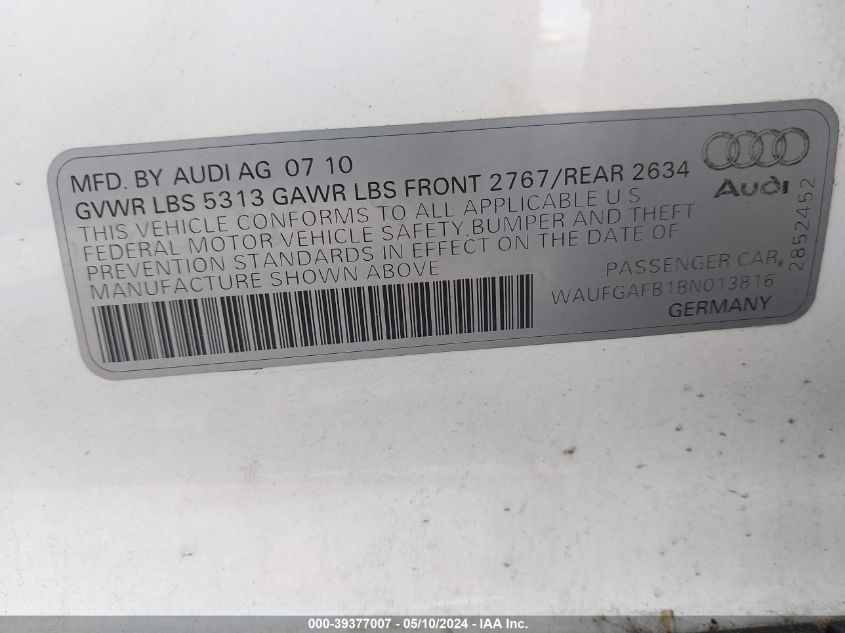 MFD. BY AUDI AG 07 10
GVWR LBS 5313 GAWR LBS FRONT 2767/REAR 2634
THIS VEHICLE CONFORMS TO ALL APPLICABLE U S
FEDERAL MOTOR VEHICLE SAFETY,BUMPER AND THEFT
PREVENTION STANDARDS IN EFFECT ON THE DATE OF
MANUFACTURE SHOWN ABOVE
Audi
PASSENGER CAR
WAUFGAFB1BN013816
GERMANY
2852452
000-39377007 - 05/10/2024 - IAA Inc.